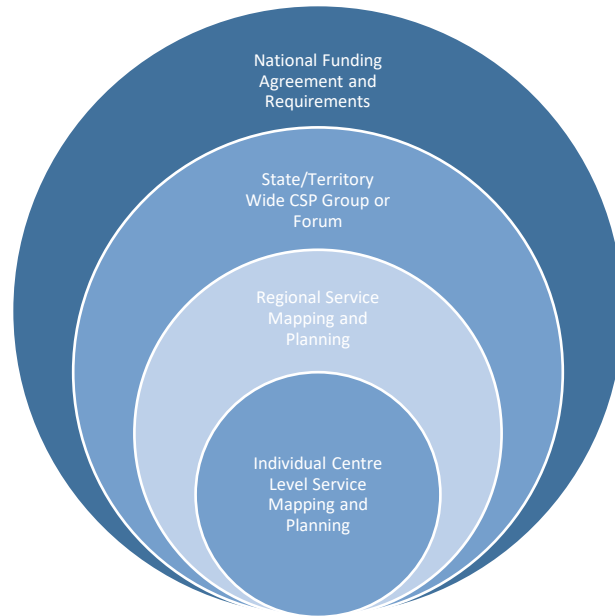 National Funding
Agreement and
Requirements
State/Territory
Wide CSP Group or
Forum
Regional Service
Mapping and
Planning
Individual Centre
Level Service
Mapping and
Planning